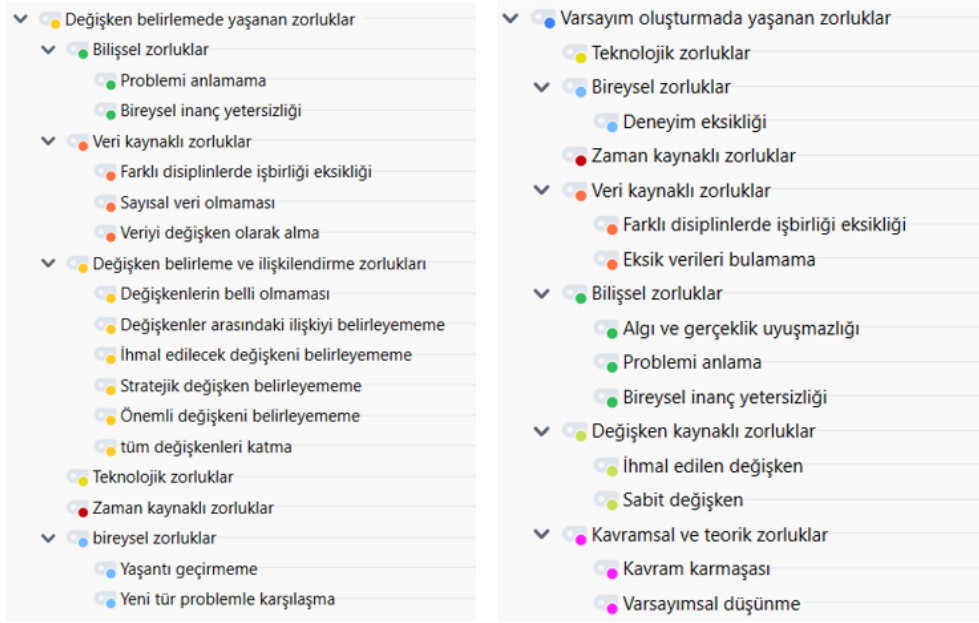 Değişken belirlemede yaşanan zorluklar
Bilişsel zorluklar
Problemi anlamama
Bireysel inanç yetersizliği
Veri kaynaklı zorluklar
Farklı disiplinlerde işbirliği eksikliği
Sayısal veri olmaması
Veriyi değişken olarak alma
Değişken belirleme ve ilişkilendirme zorlukları
Değişkenlerin belli olmaması
Değişkenler arasındaki ilişkiyi belirleyememe
İhmal edilecek değişkeni belirleyememe
Stratejik değişken belirleyememe
Önemli değişkeni belirleyememe
tüm değişkenleri katma
Teknolojik zorluklar
Zaman kaynaklı zorluklar
bireysel zorluklar
Yaşantı geçirmeme
Yeni tür problemle karşılaşma
Varsayım oluşturmada yaşanan zorluklar
Teknolojik zorluklar
Bireysel zorluklar
Deneyim eksikliği
Zaman kaynaklı zorluklar
Veri kaynaklı zorluklar
Farklı disiplinlerde işbirliği eksikliği
Eksik verileri bulamama
Bilişsel zorluklar
Algı ve gerçeklik uyuşmazlığı
Problemi anlama
Bireysel inanç yetersizliği
Değişken kaynaklı zorluklar
İhmal edilen değişken
Sabit değişken
Kavramsal ve teorik zorluklar
Kavram karmaşası
Varsayımsal düşünme